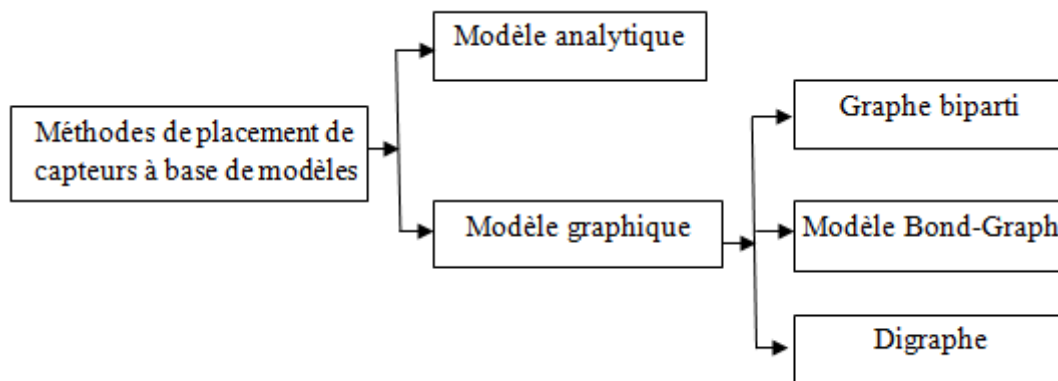 Méthodes de placement de
capteurs à base de modèles
Modèle analytique
Modèle graphique
Graphe biparti
Modèle Bond-Graph
Digraphe